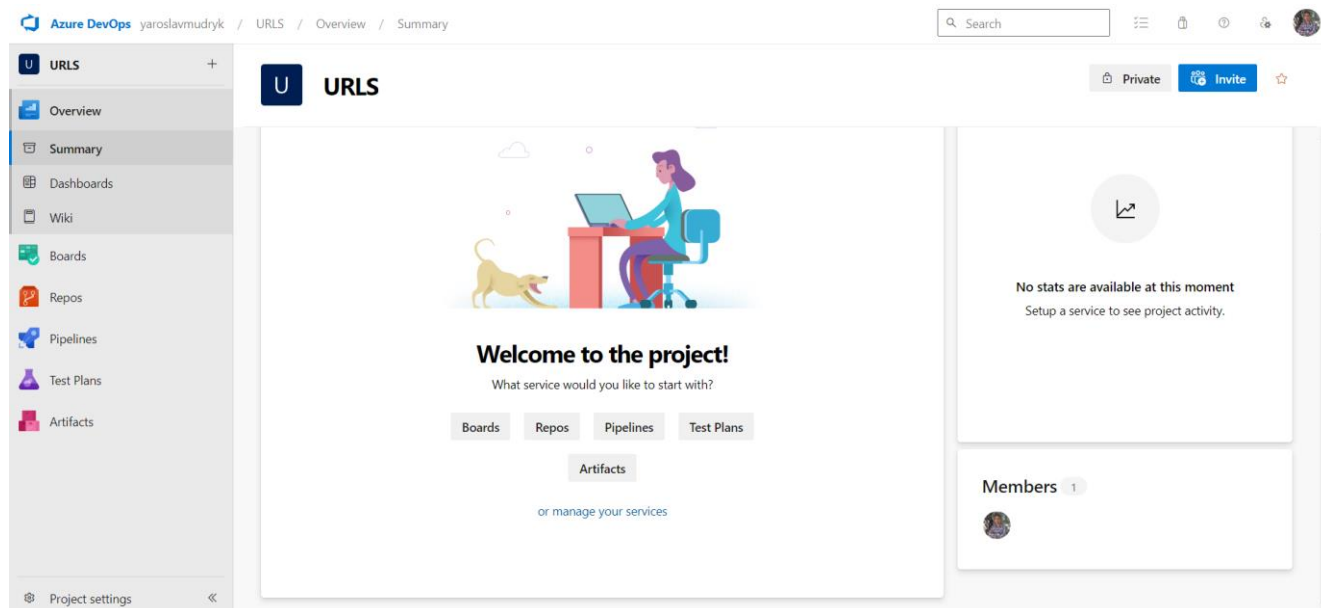 Azure DevOps yaroslavmudryk / URLS / Overview / Summary
Search
U URLS +
Overview
Summary
Dashboards
Wiki
Boards
Repos
Pipelines
Test Plans
Artifacts
Project settings
U URLS
Private
Invite
Welcome to the project!
What service would you like to start with?
Boards Repos Pipelines Test Plans
Artifacts
or manage your services
No stats are available at this moment
Setup a service to see project activity.
Members 1